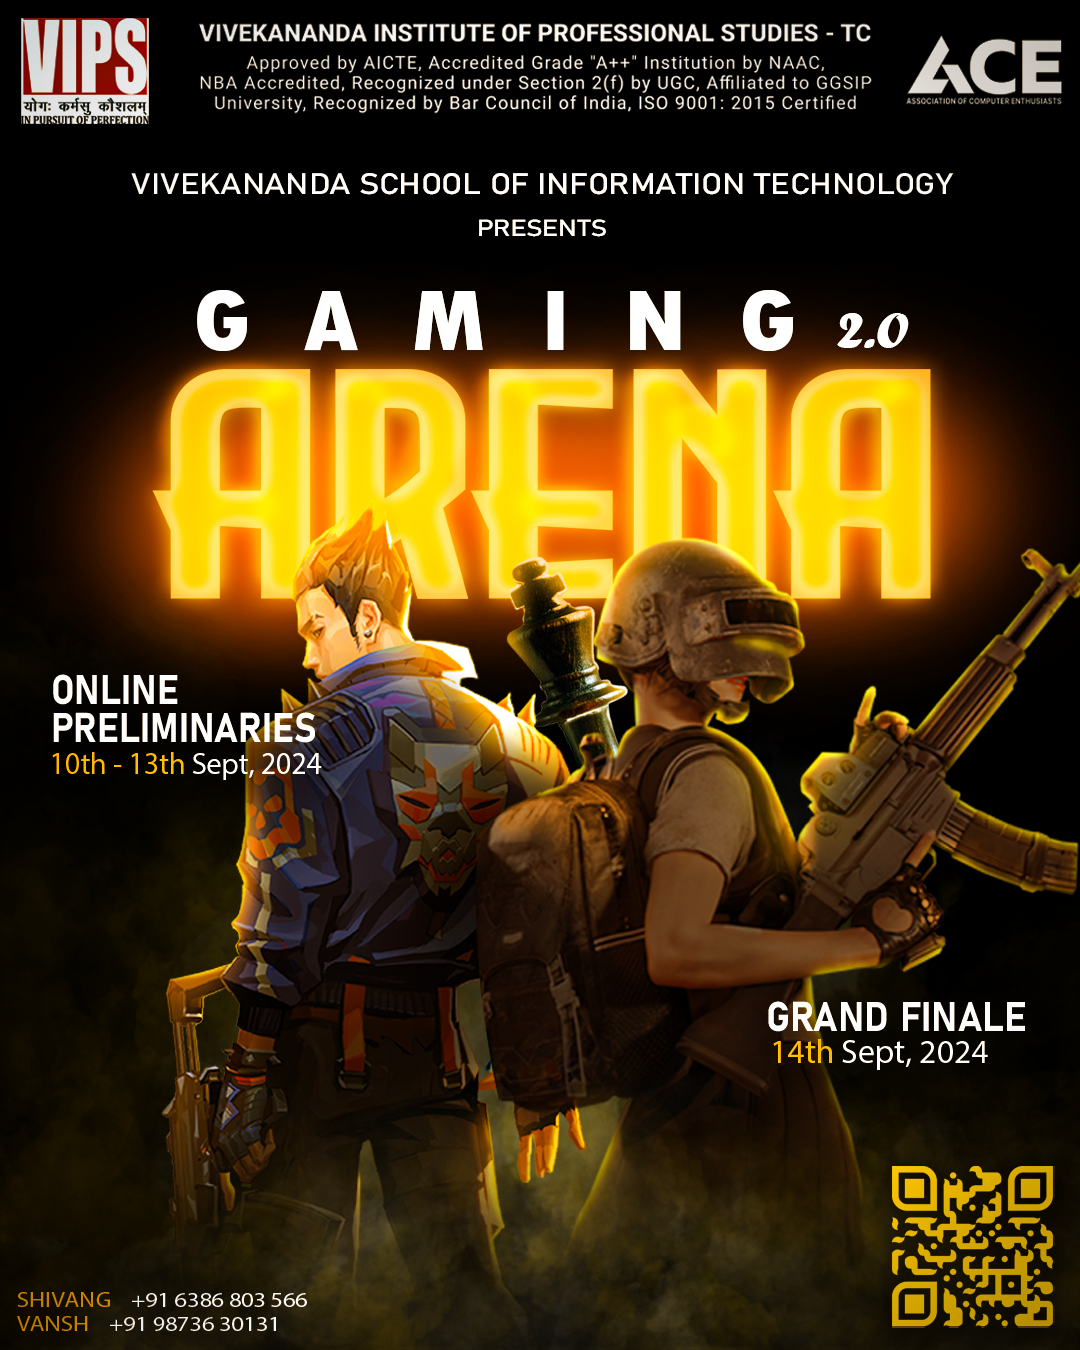 VIPS
योगः कर्मसु कौशलम्
IN PURSUIT OF PERFECTION
VIVEKANANDA INSTITUTE OF PROFESSIONAL STUDIES - TC
Approved by AICTE, Accredited Grade "A++" Institution by NAAC,
NBA Accredited, Recognized under Section 2(f) by UGC, Affiliated to GGSIP
University, Recognized by Bar Council of India, ISO 9001: 2015 Certified
ACE
ASSOCIATION OF COMPUTER ENTHUSIASTS
VIVEKANANDA SCHOOL OF INFORMATION TECHNOLOGY
PRESENTS
GAMING 2.0
ARENA
ONLINE
PRELIMINARIES
10th - 13th Sept, 2024
GRAND FINALE
14th Sept, 2024
SHIVANG +91 6386 803 566
VANSH +91 98736 30131